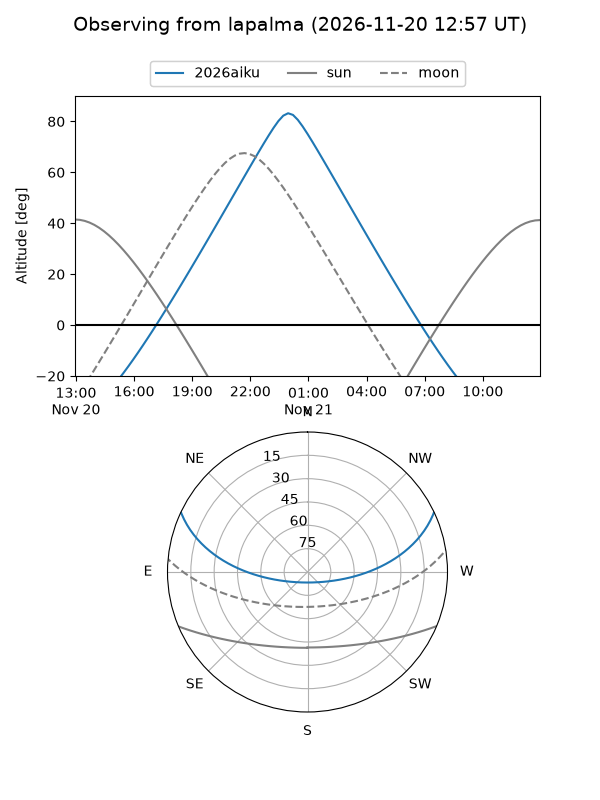 Observing from lapalma (2026-11-20 12:57 UT)
2026aiku sun moon
Altitude [deg]
80
60
40
20
0
−20
13:00 16:00 19:00 22:00 01:00 04:00 07:00 10:00
Nov 20 Nov 21
N
NE NW
15
30
45
60
75
E W
SE SW
S